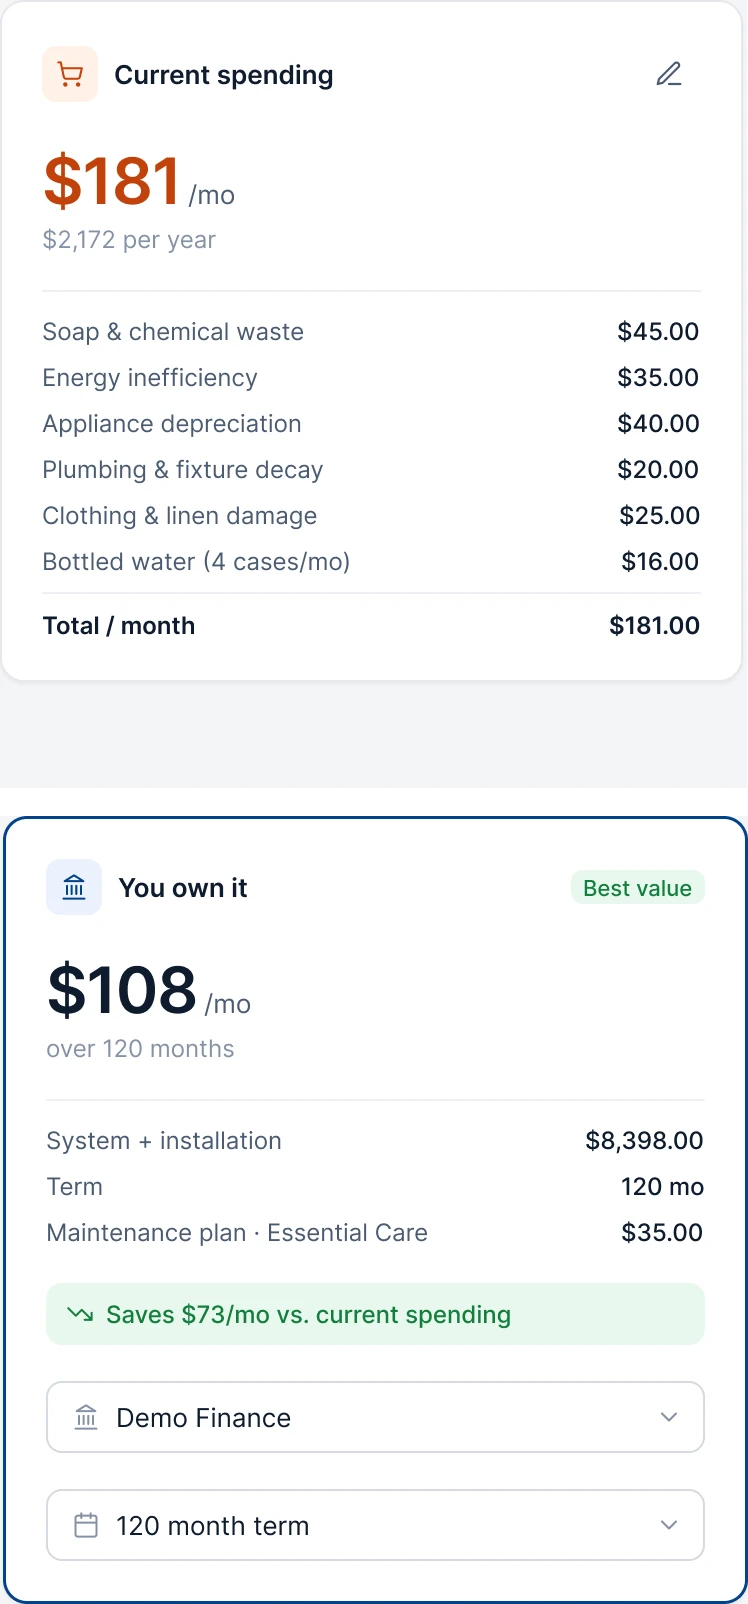 Current spending
$181 /mo
$2,172 per year
Soap & chemical waste $45.00
Energy inefficiency $35.00
Appliance depreciation $40.00
Plumbing & fixture decay $20.00
Clothing & linen damage $25.00
Bottled water (4 cases/mo) $16.00
Total / month $181.00
You own it Best value
$108 /mo
over 120 months
System + installation $8,398.00
Term 120 mo
Maintenance plan · Essential Care $35.00
Saves $73/mo vs. current spending
Demo Finance
120 month term